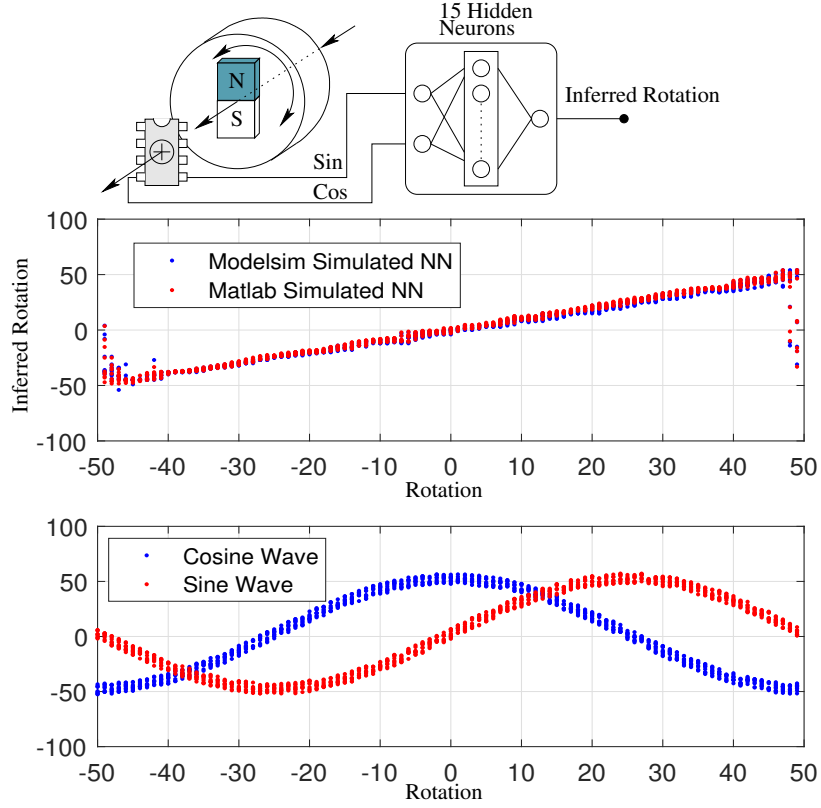 15 Hidden
Neurons
N
S
Sin
Cos
Inferred Rotation
100
50
0
-50
-100
Inferred Rotation
Modelsim Simulated NN
Matlab Simulated NN
-50 -40 -30 -20 -10 0 10 20 30 40 50
Rotation
100
50
0
-50
-100
Cosine Wave
Sine Wave
-50 -40 -30 -20 -10 0 10 20 30 40 50
Rotation